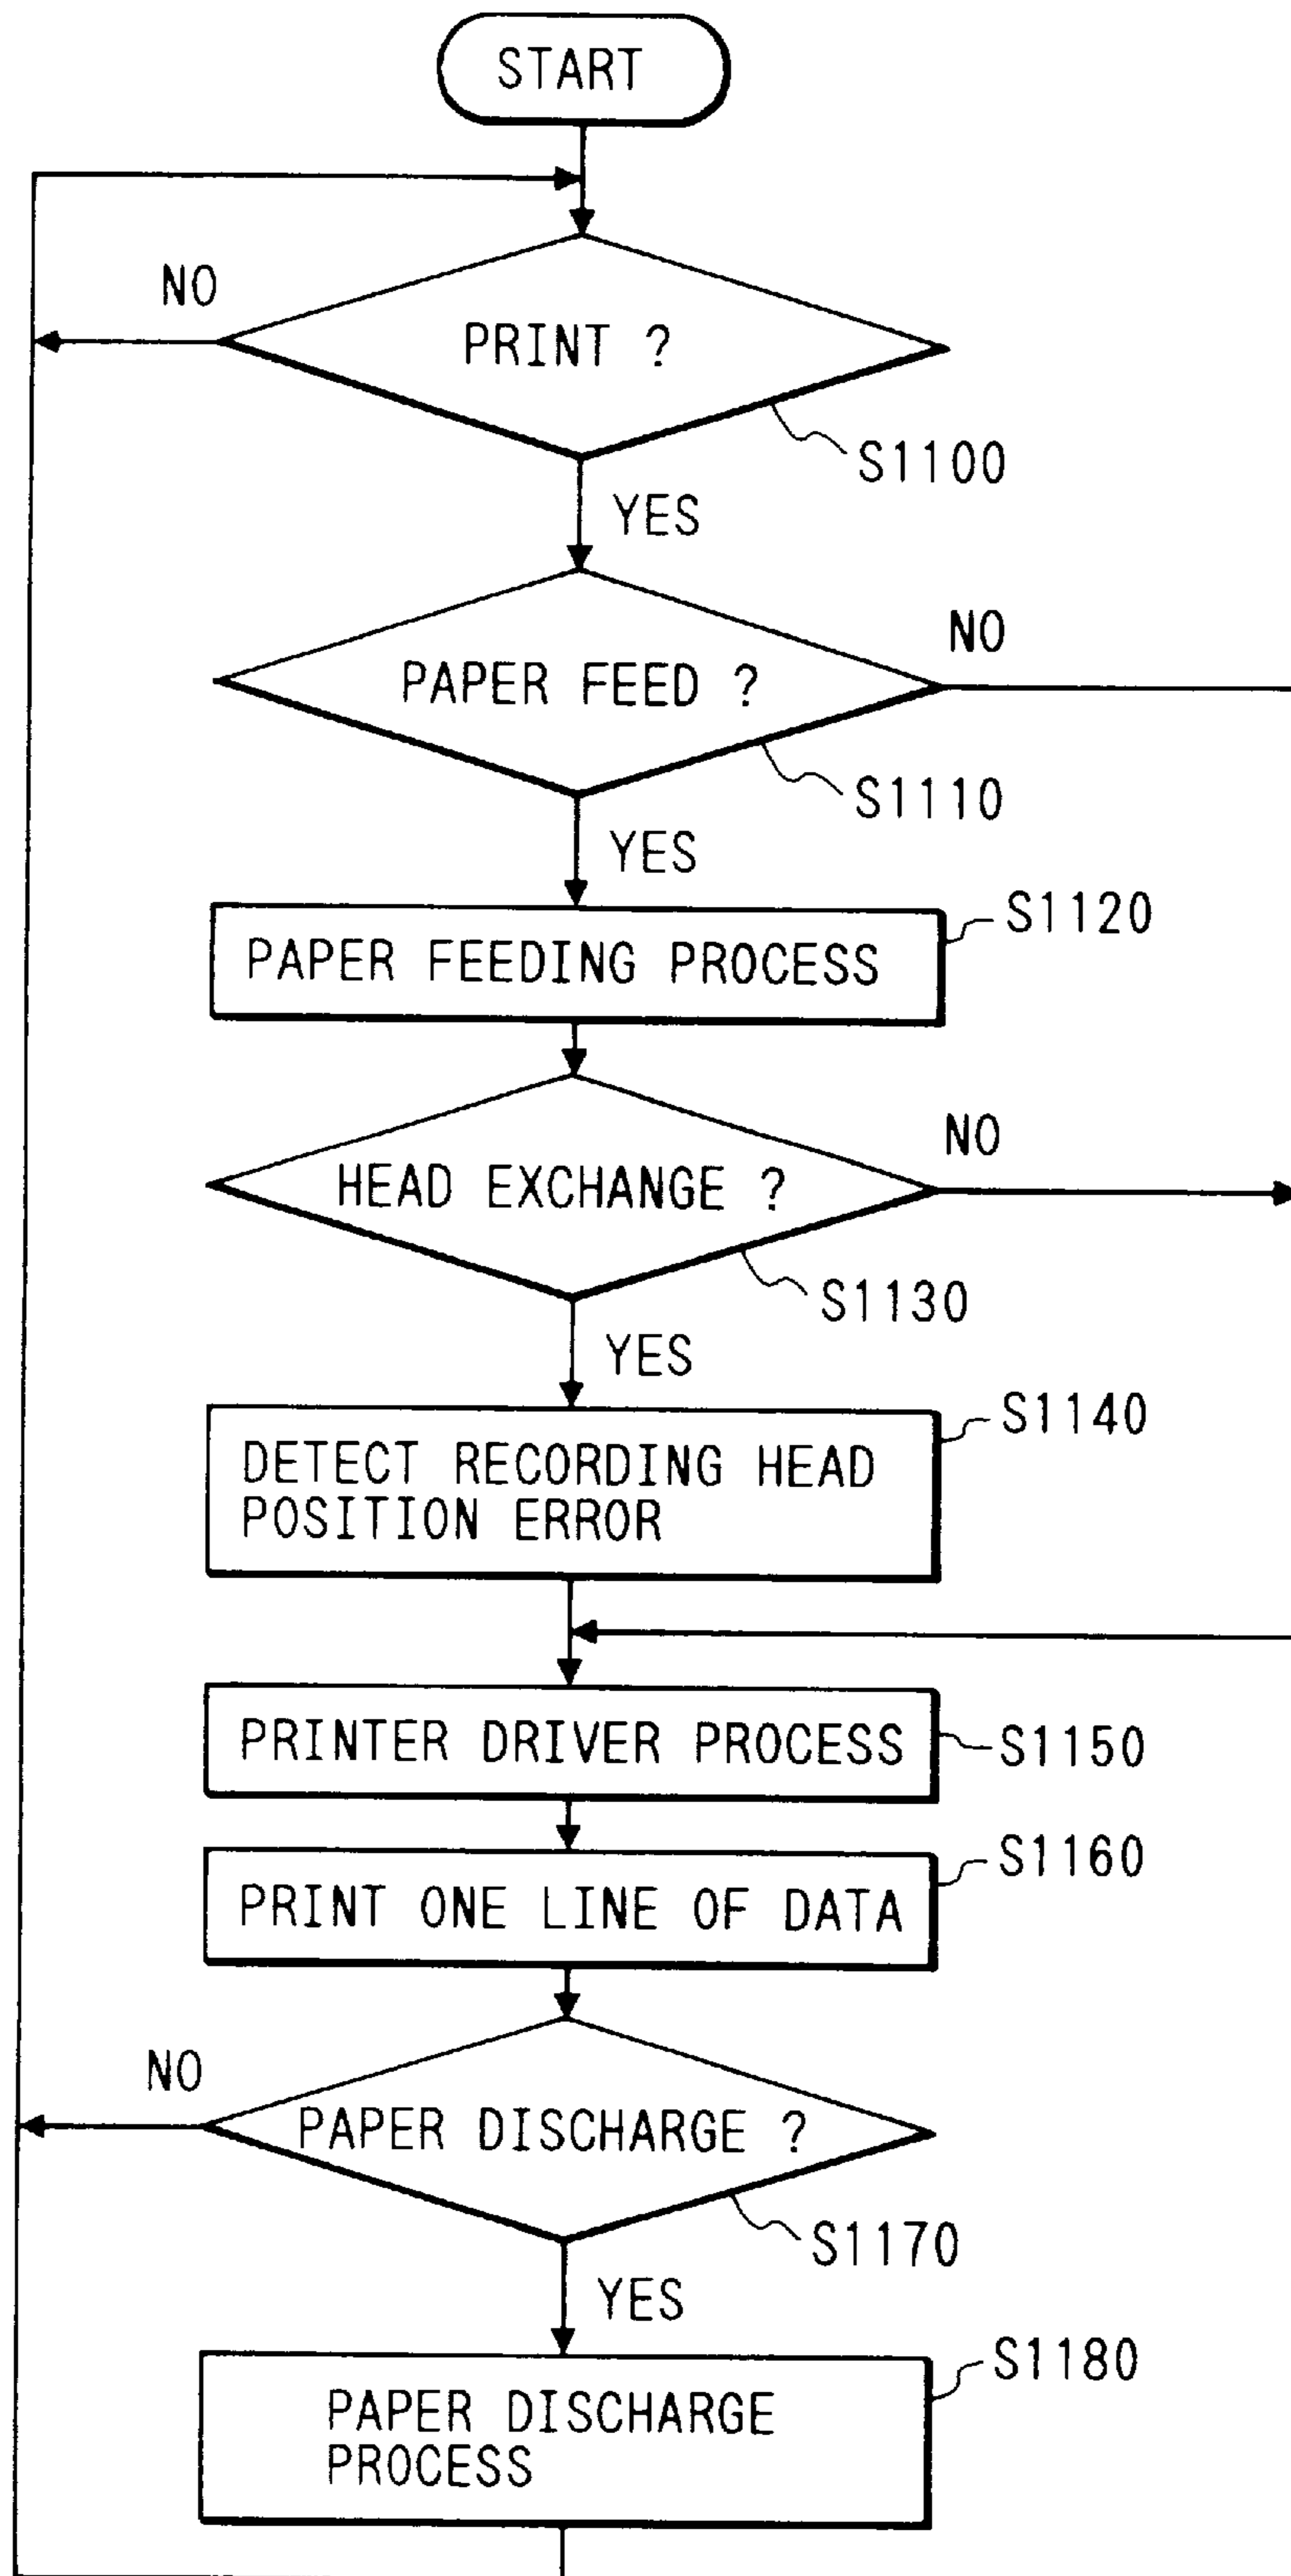 START
NO
PRINT ?
S1100
YES
NO
PAPER FEED ?
S1110
YES
S1120
PAPER FEEDING PROCESS
NO
HEAD EXCHANGE ?
S1130
YES
S1140
DETECT RECORDING HEAD
POSITION ERROR
PRINTER DRIVER PROCESS
S1150
S1160
PRINT ONE LINE OF DATA
NO
PAPER DISCHARGE ?
S1170
YES
S1180
PAPER DISCHARGE
PROCESS